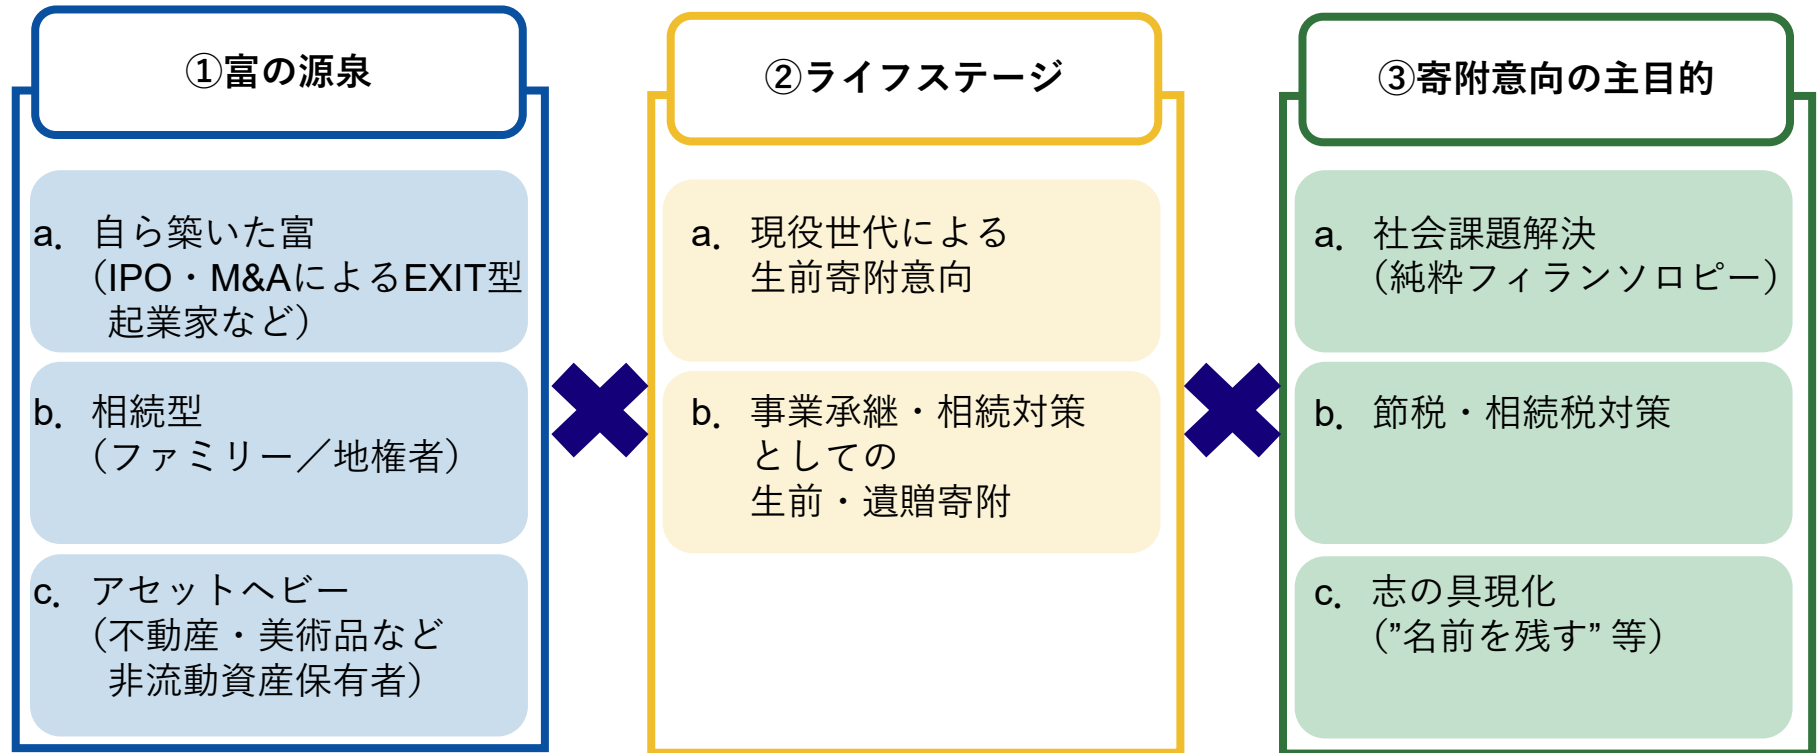 ①富の源泉
a. 自ら築いた富
（IPO・M&AによるEXIT型
起業家など）
b. 相続型
（ファミリー／地権者）
c. アセットヘビー
（不動産・美術品など
非流動資産保有者）
②ライフステージ
a. 現役世代による
生前寄附意向
b. 事業承継・相続対策
としての
生前・遺贈寄附
③寄附意向の主目的
a. 社会課題解決
（純粋フィランソロピー）
b. 節税・相続税対策
c. 志の具現化
（”名前を残す” 等）